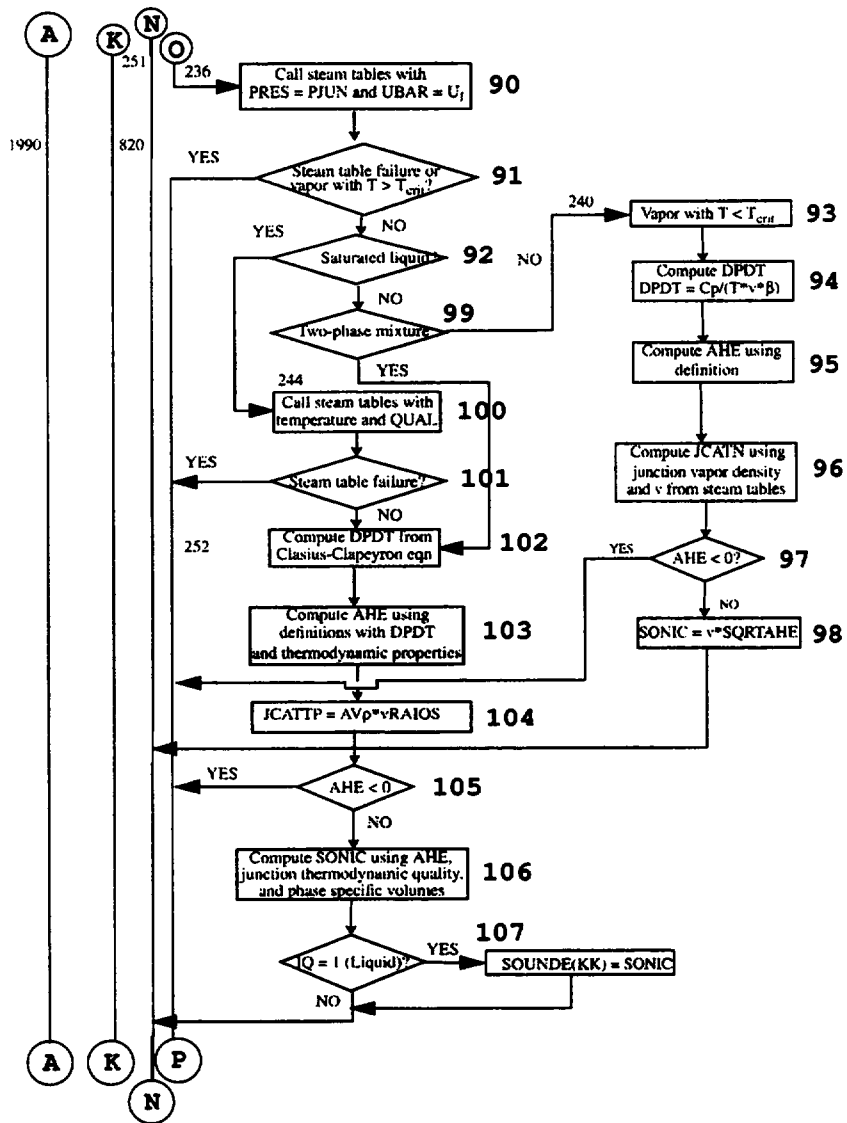 A
K
N
O
251
236
1990
820
Call steam tables with
PRES = PJUN and UBAR = Uf
90
YES
Steam table failure or
vapor with T > Tcrit?
91
NO
240
Vapor with T < Tcrit
93
YES
Saturated liquid?
92
NO
Compute DPDT
DPDT = Cp/(T*v*β)
94
NO
99
Two-phase mixture
YES
Compute AHE using
definition
95
244
Call steam tables with
temperature and QUAL
100
Compute JCATN using
junction vapor density
and v from steam tables
96
YES
Steam table failure?
101
NO
252
Compute DPDT from
Clasius-Clapeyron eqn
102
YES
AHE < 0?
97
NO
Compute AHE using
definitions with DPDT
and thermodynamic properties
103
SONIC = v*SQRTAHE
98
JCATTP = AVρ*vRAIOS
104
YES
AHE < 0
105
NO
Compute SONIC using AHE,
junction thermodynamic quality,
and phase specific volumes
106
107
IQ = 1 (Liquid)?
YES
SOUNDE(KK) = SONIC
NO
A
K
P
N